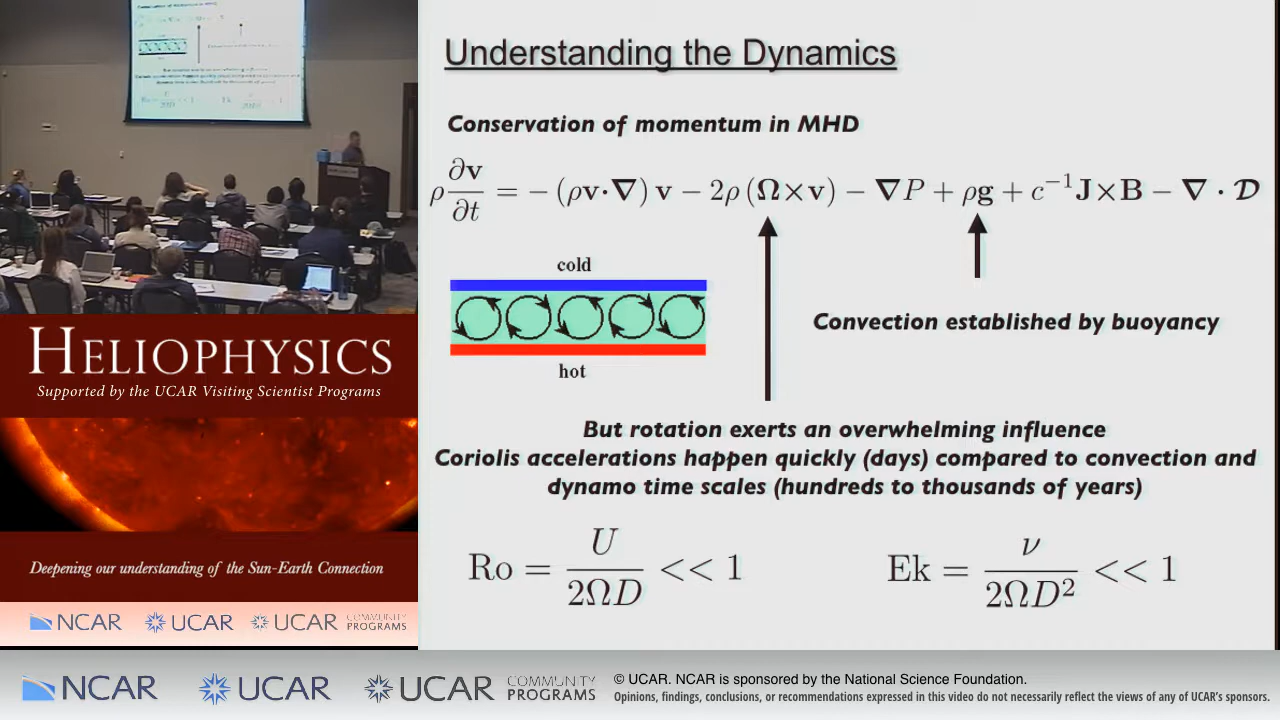 Understanding the Dynamics
Conservation of momentum in MHD
ρ ∂v/∂t = − (ρv·∇) v − 2ρ (Ω×v) − ∇P + ρg + c⁻¹J×B − ∇ · 𝒟
cold
hot
Convection established by buoyancy
But rotation exerts an overwhelming influence
Coriolis accelerations happen quickly (days) compared to convection and
dynamo time scales (hundreds to thousands of years)
Ro = U/2ΩD << 1
Ek = ν/2ΩD² << 1
HELIOPHYSICS
Supported by the UCAR Visiting Scientist Programs
Deepening our understanding of the Sun-Earth Connection
NCAR UCAR UCAR COMMUNITY PROGRAMS
NCAR UCAR UCAR COMMUNITY PROGRAMS
© UCAR. NCAR is sponsored by the National Science Foundation.
Opinions, findings, conclusions, or recommendations expressed in this video do not necessarily reflect the views of any of UCAR's sponsors.